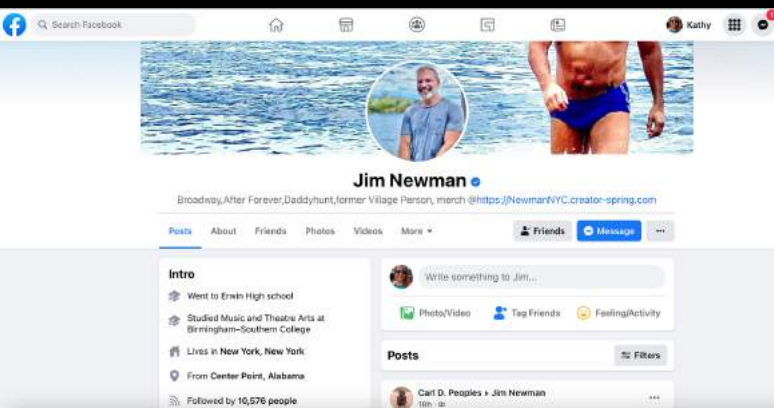 Search Facebook
Kathy
Jim Newman
Broadway,After Forever,Daddyhunt,former Village Person, merch @https://NewmanNYC.creator-spring.com
Posts About Friends Photos Videos More
Friends
Message
Intro
Went to Erwin High school
Studied Music and Theatre Arts at
Birmingham-Southern College
Lives in New York, New York
From Center Point, Alabama
Followed by 10,576 people
Write something to Jim...
Photo/Video
Tag Friends
Feeling/Activity
Posts
Filters
Carl D. Peoples ▸ Jim Newman